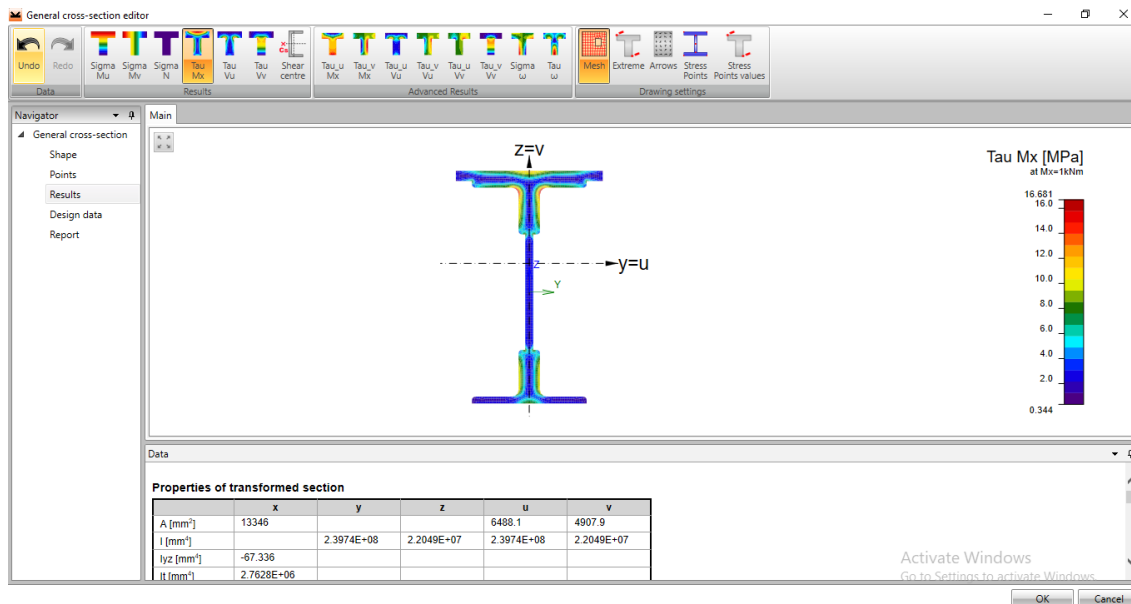 General cross-section editor
Undo
Redo
Sigma Mu
Sigma Mv
Sigma N
Tau Mx
Tau Vu
Tau Vv
Shear centre
Tau_u Mx
Tau_v Mx
Tau_u Vu
Tau_v Vu
Tau_u Vv
Tau_v Vv
Sigma ω
Tau ω
Mesh
Extreme
Arrows
Stress Points
Stress Points values
Data
Results
Advanced Results
Drawing settings
Navigator
Main
General cross-section
Shape
Points
Results
Design data
Report
z=v
y=u
Z
Y
Tau Mx [MPa]
at Mx=1kNm
16.681
16.0
14.0
12.0
10.0
8.0
6.0
4.0
2.0
0.344
Data
Properties of transformed section
x y z u v
A [mm²] 13346 6488.1 4907.9
I [mm⁴] 2.3974E+08 2.2049E+07 2.3974E+08 2.2049E+07
Iyz [mm⁴] -67.336
It [mm⁴] 2.7628E+06
Activate Windows
Go to Settings to activate Windows.
OK
Cancel